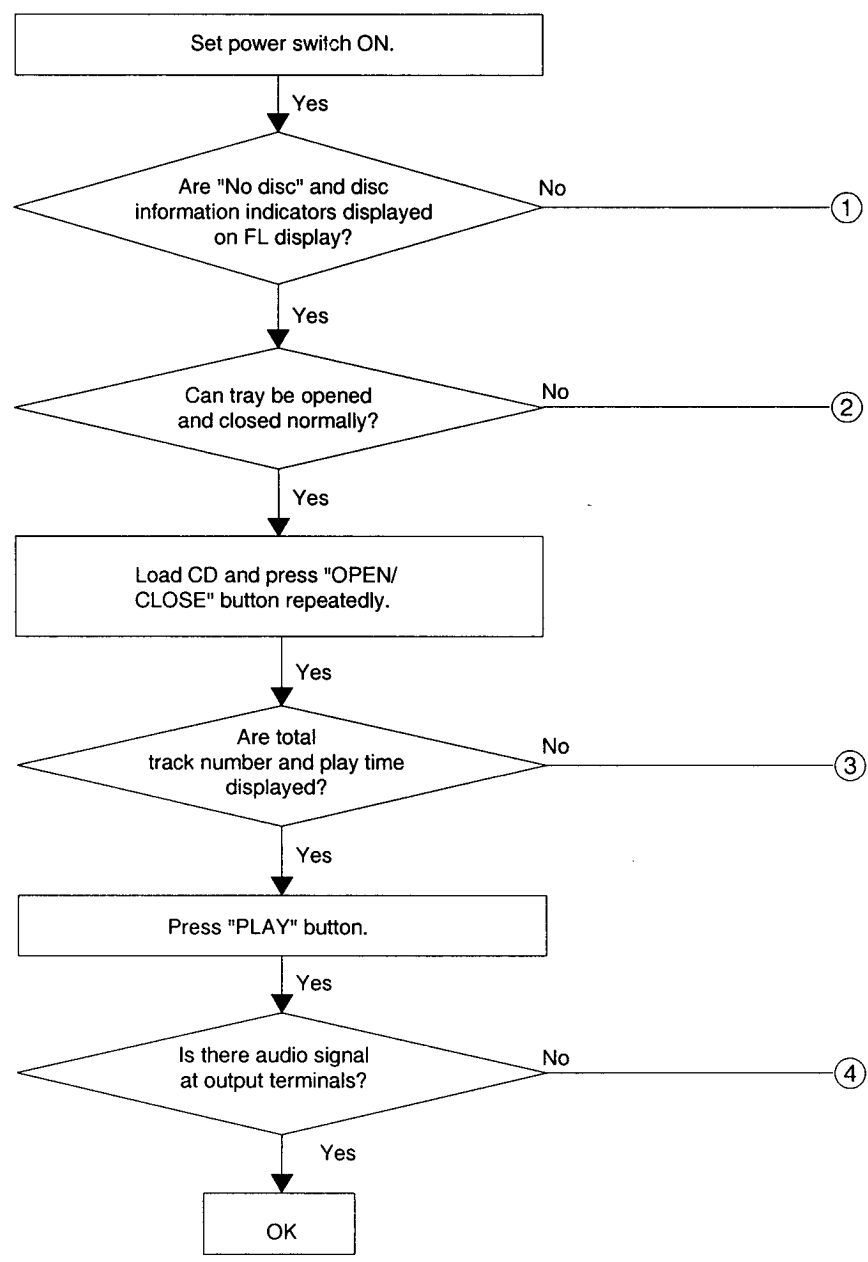 Set power switch ON.
Yes
Are "No disc" and disc
information indicators displayed
on FL display?
No
1
Yes
Can tray be opened
and closed normally?
No
2
Yes
Load CD and press "OPEN/
CLOSE" button repeatedly.
Yes
Are total
track number and play time
displayed?
No
3
Yes
Press "PLAY" button.
Yes
Is there audio signal
at output terminals?
No
4
Yes
OK